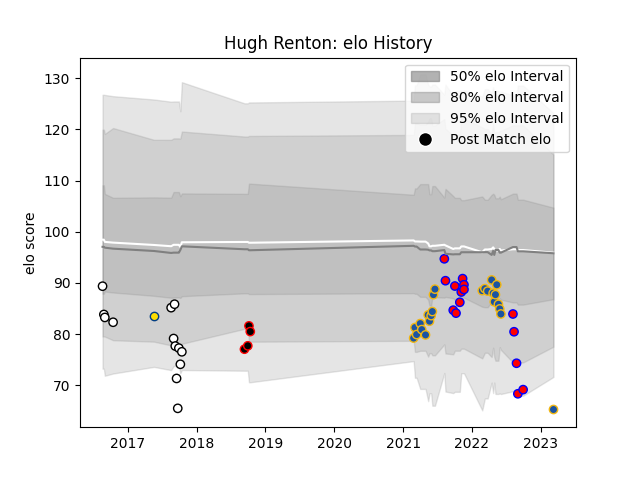 Hugh Renton: elo History
50% elo Interval
80% elo Interval
95% elo Interval
Post Match elo
elo score
130
120
110
100
90
80
70
2017 2018 2019 2020 2021 2022 2023